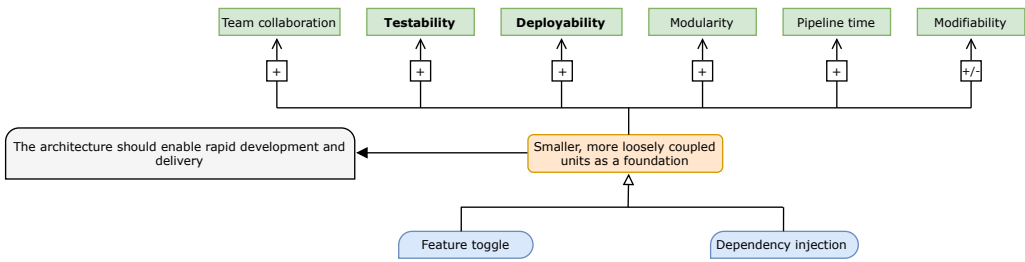 Team collaboration
Testability
Deployability
Modularity
Pipeline time
Modifiability
+
+
+
+
+
+/-
The architecture should enable rapid development and
delivery
Smaller, more loosely coupled
units as a foundation
Feature toggle
Dependency injection